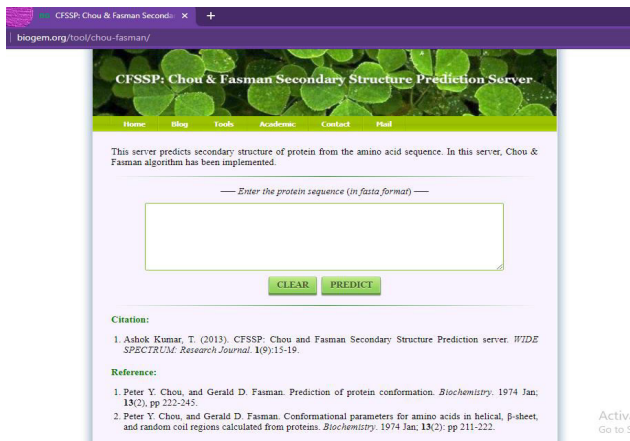 CFSSP: Chou & Fasman Seconda × +
biogem.org/tool/chou-fasman/
CFSSP: Chou & Fasman Secondary Structure Prediction Server
Home Blog Tools Academic Contact Mail
This server predicts secondary structure of protein from the amino acid sequence. In this server, Chou &
Fasman algorithm has been implemented.
── Enter the protein sequence (in fasta format) ──
CLEAR PREDICT
Citation:
1. Ashok Kumar, T. (2013). CFSSP: Chou and Fasman Secondary Structure Prediction server. WIDE
SPECTRUM: Research Journal. 1(9):15-19.
Reference:
1. Peter Y. Chou, and Gerald D. Fasman. Prediction of protein conformation. Biochemistry. 1974 Jan;
13(2), pp 222-245.
2. Peter Y. Chou, and Gerald D. Fasman. Conformational parameters for amino acids in helical, β-sheet,
and random coil regions calculated from proteins. Biochemistry. 1974 Jan; 13(2): pp 211-222.
Activ
Go to S